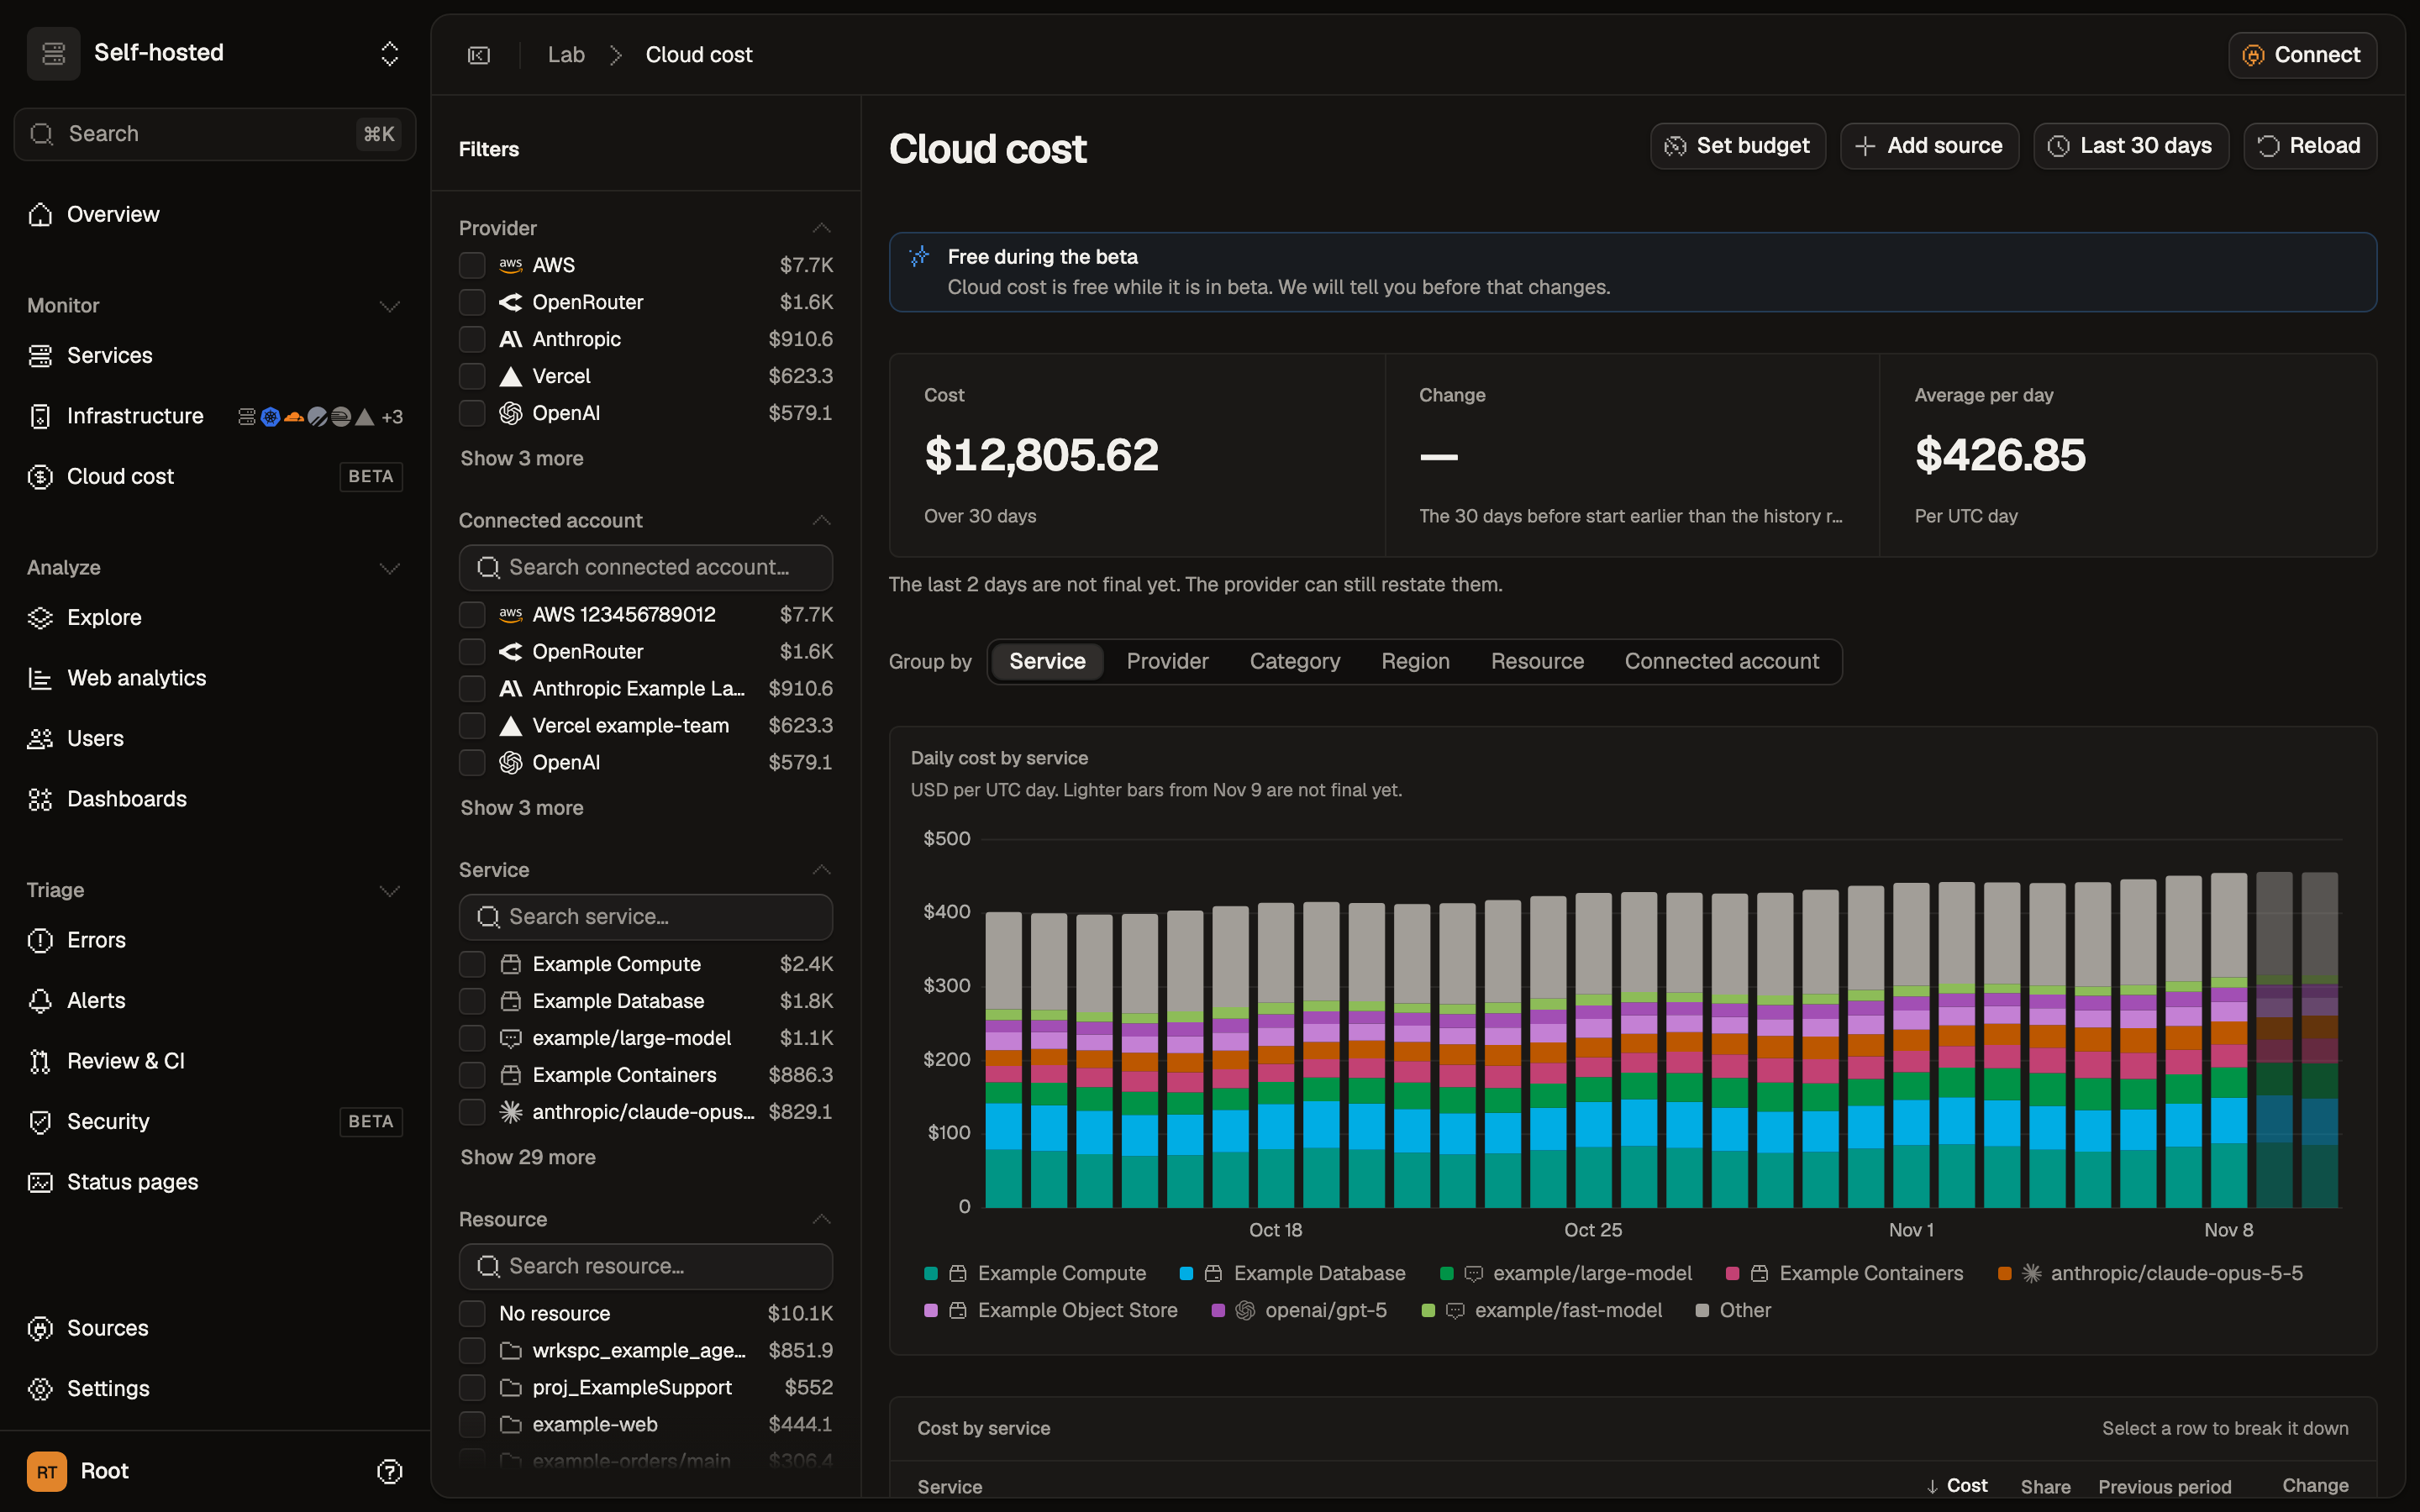 Self-hosted
Search
⌘K
Overview
Monitor
Services
Infrastructure
+3
Cloud cost
BETA
Analyze
Explore
Web analytics
Users
Dashboards
Triage
Errors
Alerts
Review & CI
Security
BETA
Status pages
Sources
Settings
RT
Root
Lab
Cloud cost
Connect
Filters
Provider
aws AWS $7.7K
OpenRouter $1.6K
Anthropic $910.6
Vercel $623.3
OpenAI $579.1
Show 3 more
Connected account
Search connected account...
aws AWS 123456789012 $7.7K
OpenRouter $1.6K
Anthropic Example La... $910.6
Vercel example-team $623.3
OpenAI $579.1
Show 3 more
Service
Search service...
Example Compute $2.4K
Example Database $1.8K
example/large-model $1.1K
Example Containers $886.3
anthropic/claude-opus... $829.1
Show 29 more
Resource
Search resource...
No resource $10.1K
wrkspc_example_age... $851.9
proj_ExampleSupport $552
example-web $444.1
example-orders/main $306.4
Cloud cost
Set budget
Add source
Last 30 days
Reload
Free during the beta
Cloud cost is free while it is in beta. We will tell you before that changes.
Cost
$12,805.62
Over 30 days
Change
—
The 30 days before start earlier than the history r...
Average per day
$426.85
Per UTC day
The last 2 days are not final yet. The provider can still restate them.
Group by
Service
Provider
Category
Region
Resource
Connected account
Daily cost by service
USD per UTC day. Lighter bars from Nov 9 are not final yet.
$500
$400
$300
$200
$100
0
Oct 18
Oct 25
Nov 1
Nov 8
Example Compute
Example Database
example/large-model
Example Containers
anthropic/claude-opus-5-5
Example Object Store
openai/gpt-5
example/fast-model
Other
Cost by service
Select a row to break it down
Service
↓ Cost
Share
Previous period
Change